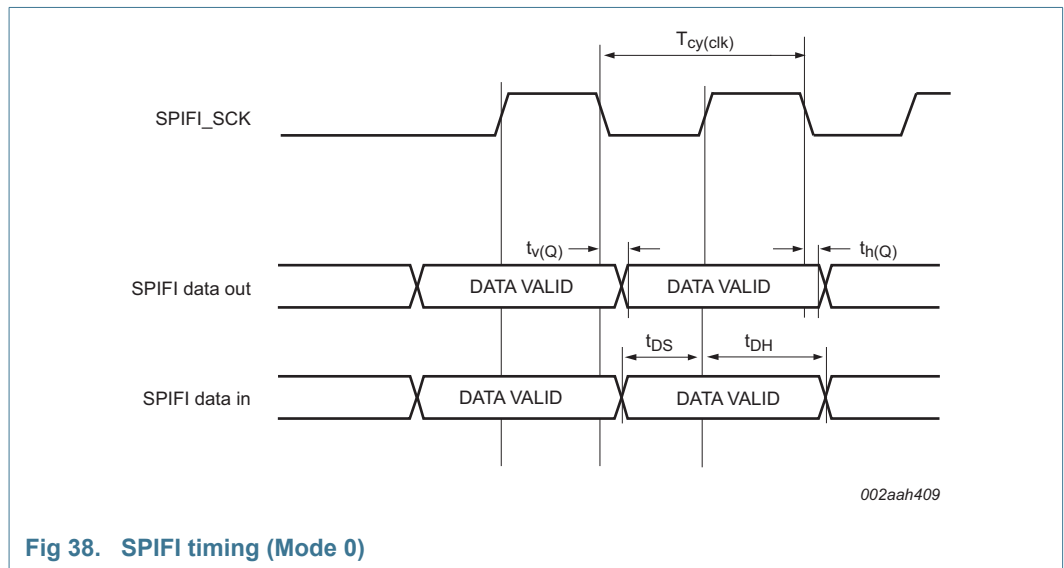 Tcy(clk)
SPIFI_SCK
tv(Q)
th(Q)
SPIFI data out
DATA VALID
DATA VALID
tDS
tDH
SPIFI data in
DATA VALID
DATA VALID
002aah409
Fig 38. SPIFI timing (Mode 0)